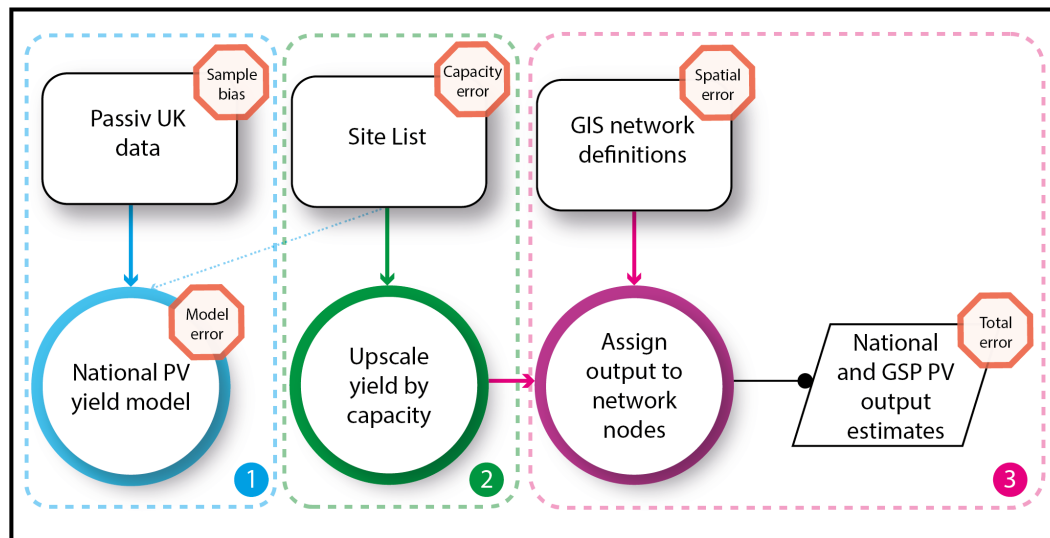 Sample
bias
Passiv UK
data
Model
error
National PV
yield model
1
Capacity
error
Site List
Upscale
yield by
capacity
2
Spatial
error
GIS network
definitions
Assign
output to
network
nodes
Total
error
National
and GSP PV
output
estimates
3